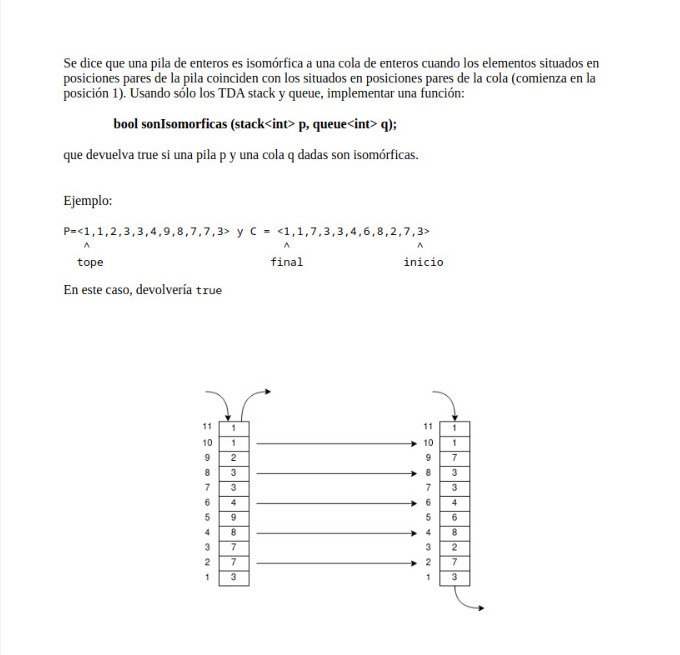 Se dice que una pila de enteros es isomórfica a una cola de enteros cuando los elementos situados en
posiciones pares de la pila coinciden con los situados en posiciones pares de la cola (comienza en la
posición 1). Usando sólo los TDA stack y queue, implementar una función:
bool sonIsomorficas (stack<int> p, queue<int> q);
que devuelva true si una pila p y una cola q dadas son isomórficas.
Ejemplo:
P=<1,1,2,3,3,4,9,8,7,7,3> y C = <1,1,7,3,3,4,6,8,2,7,3>
^ ^ ^
tope final inicio
En este caso, devolvería true
11 1 11 1
10 1 10 1
9 2 9 7
8 3 8 3
7 3 7 3
6 4 6 4
5 9 5 6
4 8 4 8
3 7 3 2
2 7 2 7
1 3 1 3